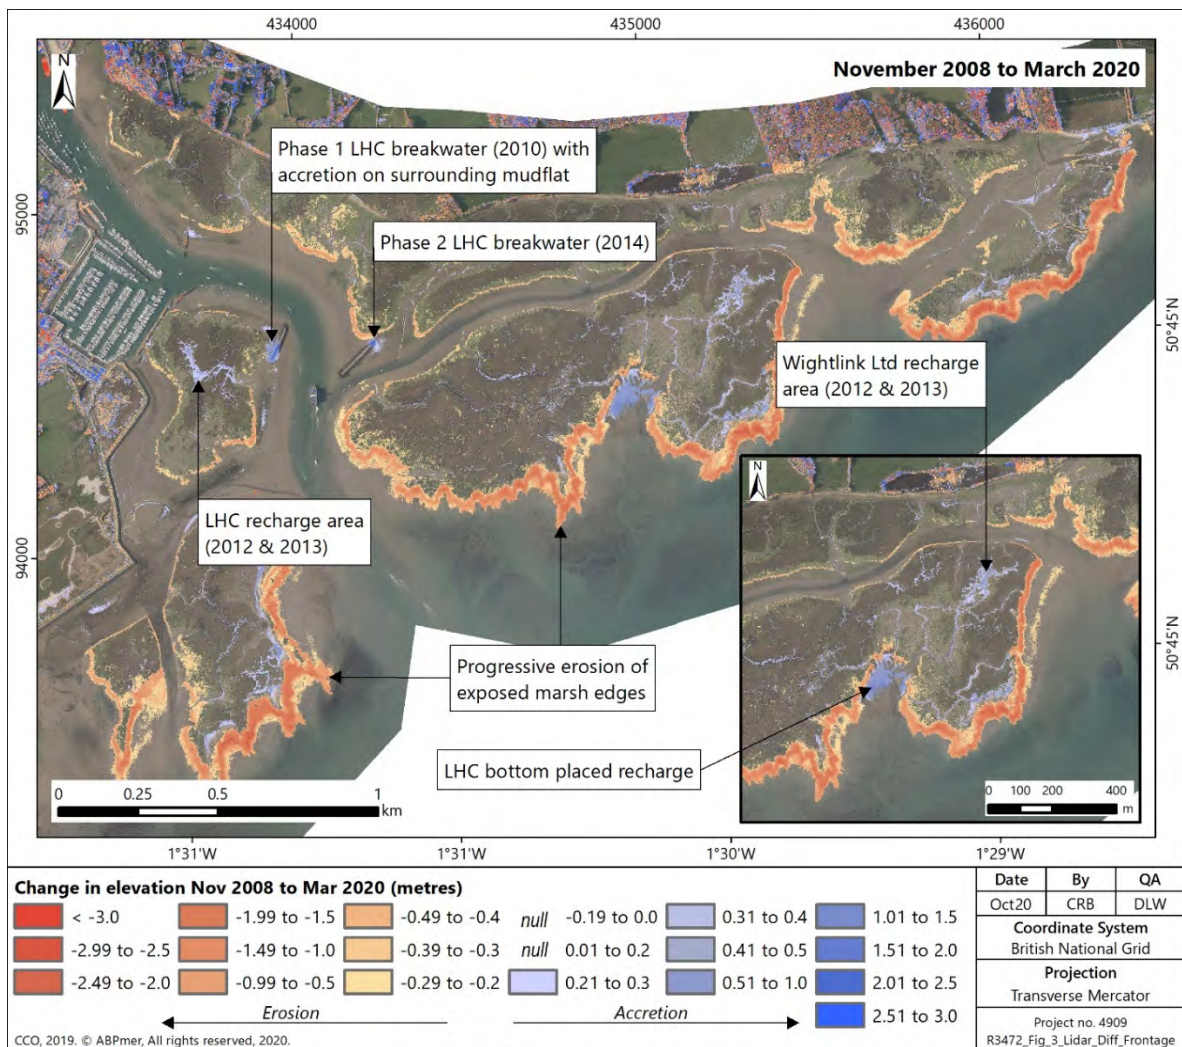 434000
435000
436000
N
November 2008 to March 2020
Phase 1 LHC breakwater (2010) with
accretion on surrounding mudflat
Phase 2 LHC breakwater (2014)
95000
50°45'N
Wightlink Ltd recharge
area (2012 & 2013)
N
LHC recharge area
(2012 & 2013)
94000
50°45'N
Progressive erosion of
exposed marsh edges
LHC bottom placed recharge
0 0.25 0.5 1
km
0 100 200 400
m
1°31'W
1°31'W
1°30'W
1°29'W
Change in elevation Nov 2008 to Mar 2020 (metres)
< -3.0
-2.99 to -2.5
-2.49 to -2.0
-1.99 to -1.5
-1.49 to -1.0
-0.99 to -0.5
-0.49 to -0.4
-0.39 to -0.3
-0.29 to -0.2
null -0.19 to 0.0
null 0.01 to 0.2
0.21 to 0.3
0.31 to 0.4
0.41 to 0.5
0.51 to 1.0
1.01 to 1.5
1.51 to 2.0
2.01 to 2.5
2.51 to 3.0
Erosion
Accretion
CCO, 2019. © ABPmer, All rights reserved, 2020.
Date By QA
Oct20 CRB DLW
Coordinate System
British National Grid
Projection
Transverse Mercator
Project no. 4909
R3472_Fig_3_Lidar_Diff_Frontage